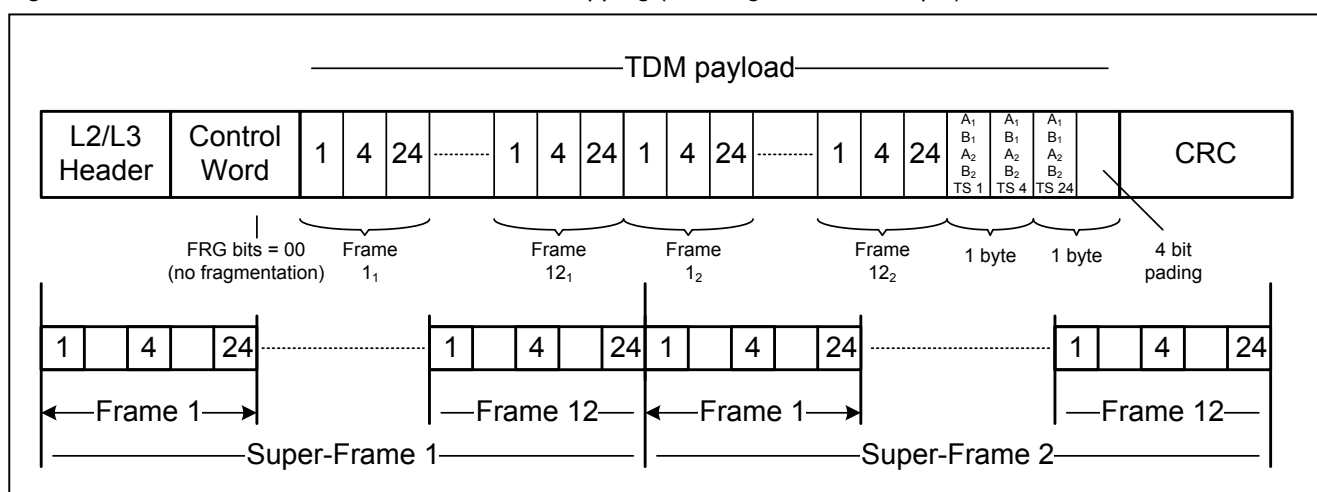 TDM payload
L2/L3 Header
Control Word
1 4 24 1 4 24 1 4 24 1 4 24
A1 B1 A2 B2 TS 1
A1 B1 A2 B2 TS 4
A1 B1 A2 B2 TS 24
CRC
FRG bits = 00
(no fragmentation)
Frame 1₁
Frame 12₁
Frame 1₂
Frame 12₂
1 byte
1 byte
4 bit pading
1 4 24 1 4 24 1 4 24 1 4 24
Frame 1
Frame 12
Frame 1
Frame 12
Super-Frame 1
Super-Frame 2